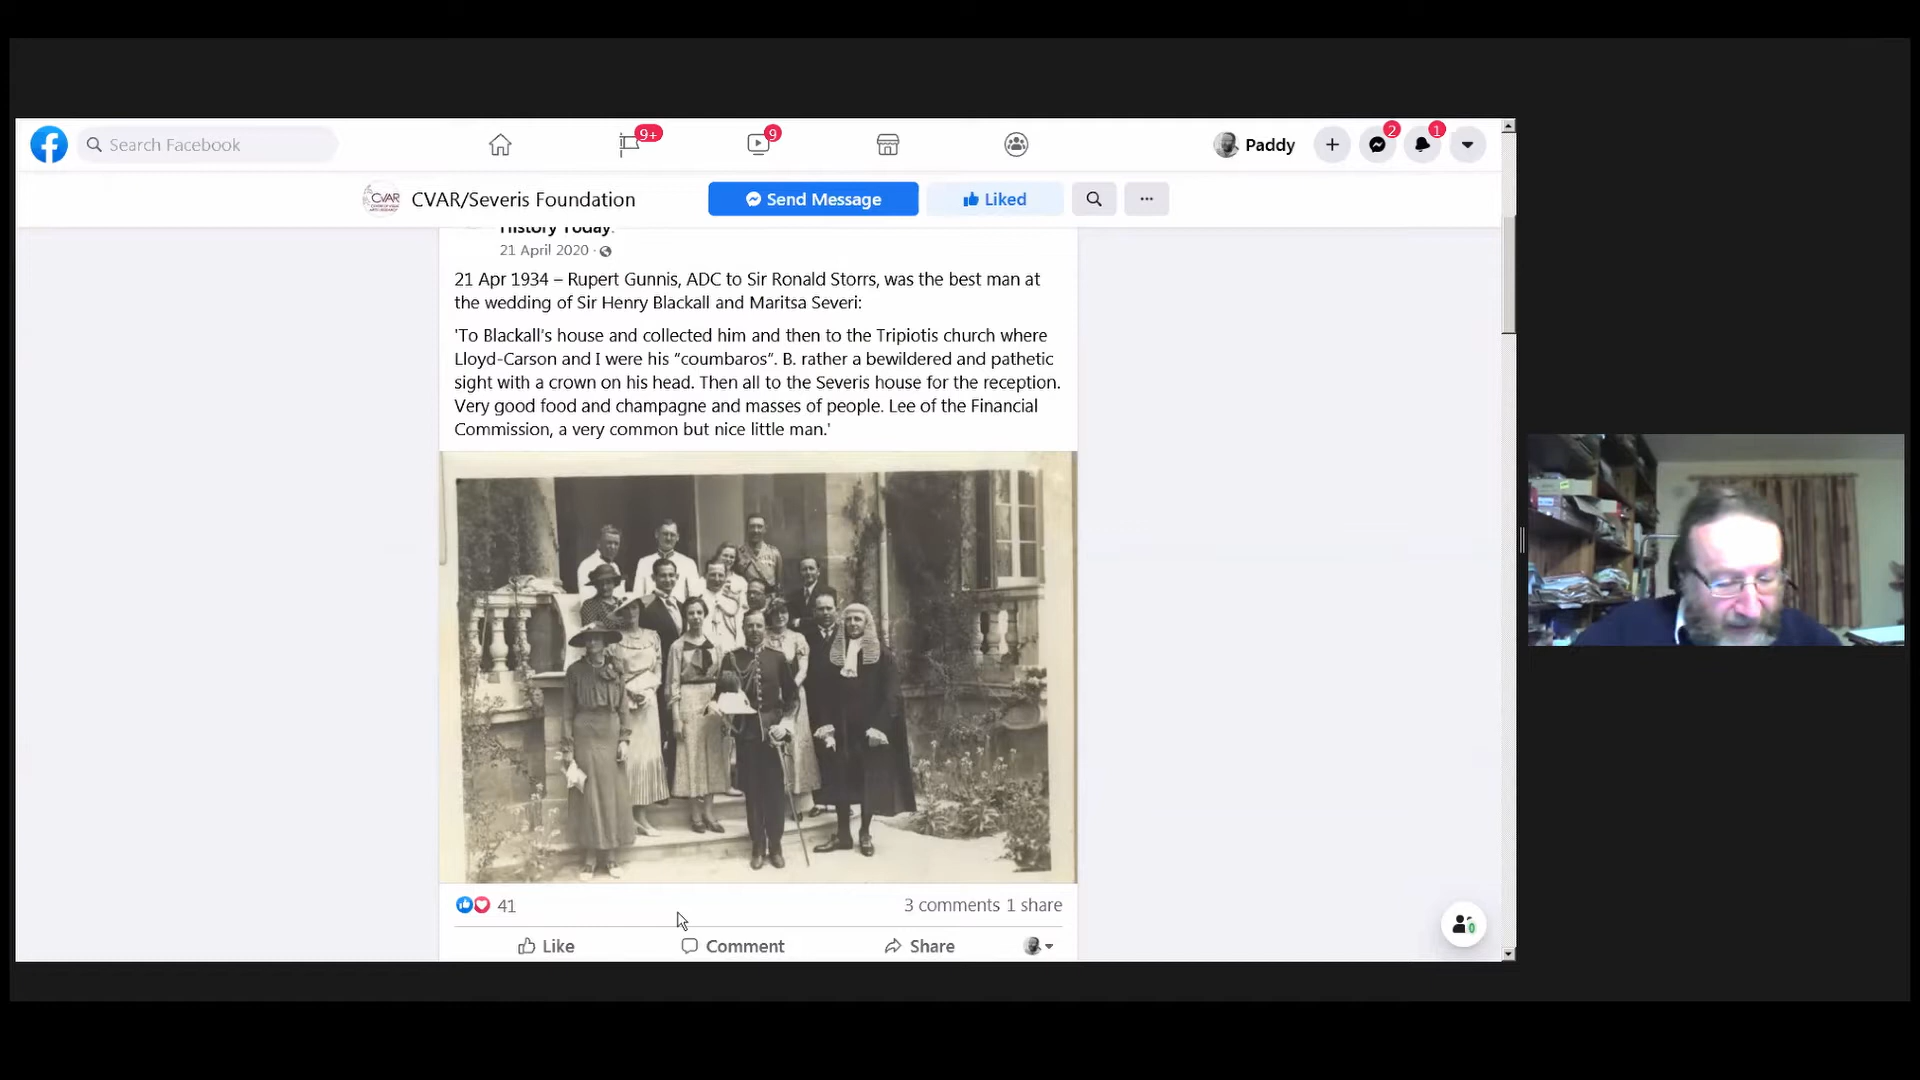 Search Facebook
9+
9
Paddy
2
1
CVAR
CVAR/Severis Foundation
Send Message
Liked
History Today.
21 April 2020 ·
21 Apr 1934 – Rupert Gunnis, ADC to Sir Ronald Storrs, was the best man at
the wedding of Sir Henry Blackall and Maritsa Severi:
'To Blackall's house and collected him and then to the Tripiotis church where
Lloyd-Carson and I were his “coumbaros”. B. rather a bewildered and pathetic
sight with a crown on his head. Then all to the Severis house for the reception.
Very good food and champagne and masses of people. Lee of the Financial
Commission, a very common but nice little man.'
41
3 comments 1 share
Like
Comment
Share
0